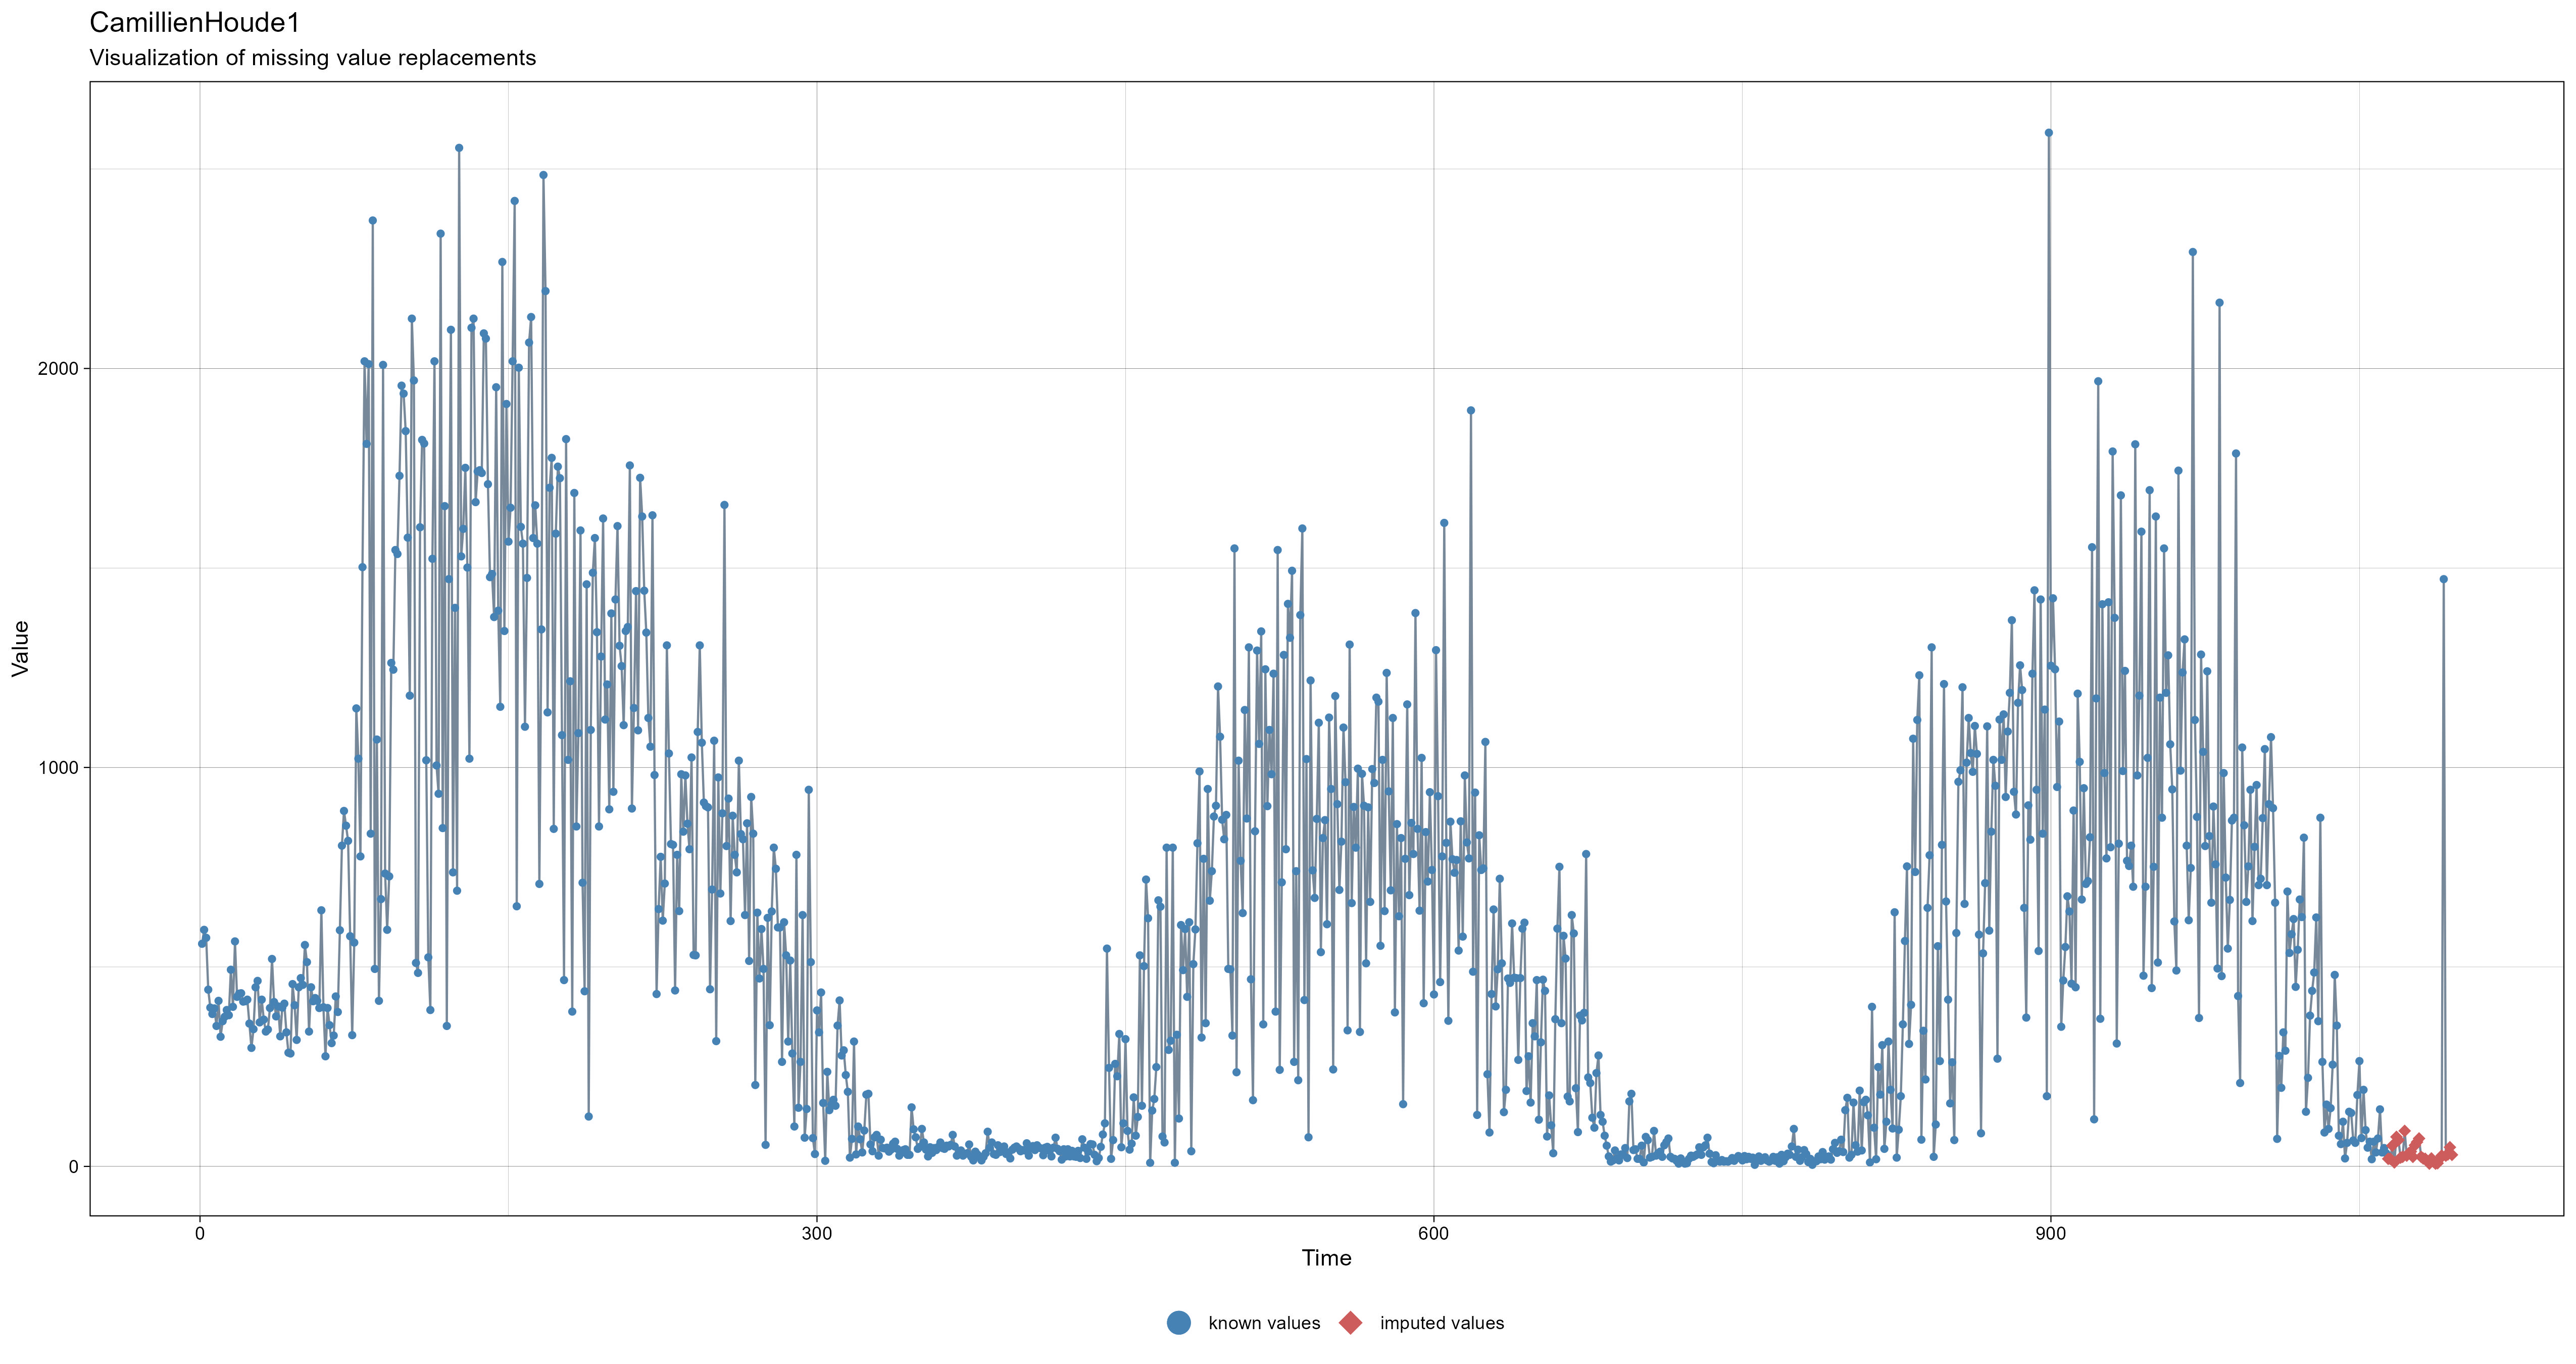 CamillienHoude1
Visualization of missing value replacements
Value
2000
1000
0
0 300 600 900
Time
known values imputed values